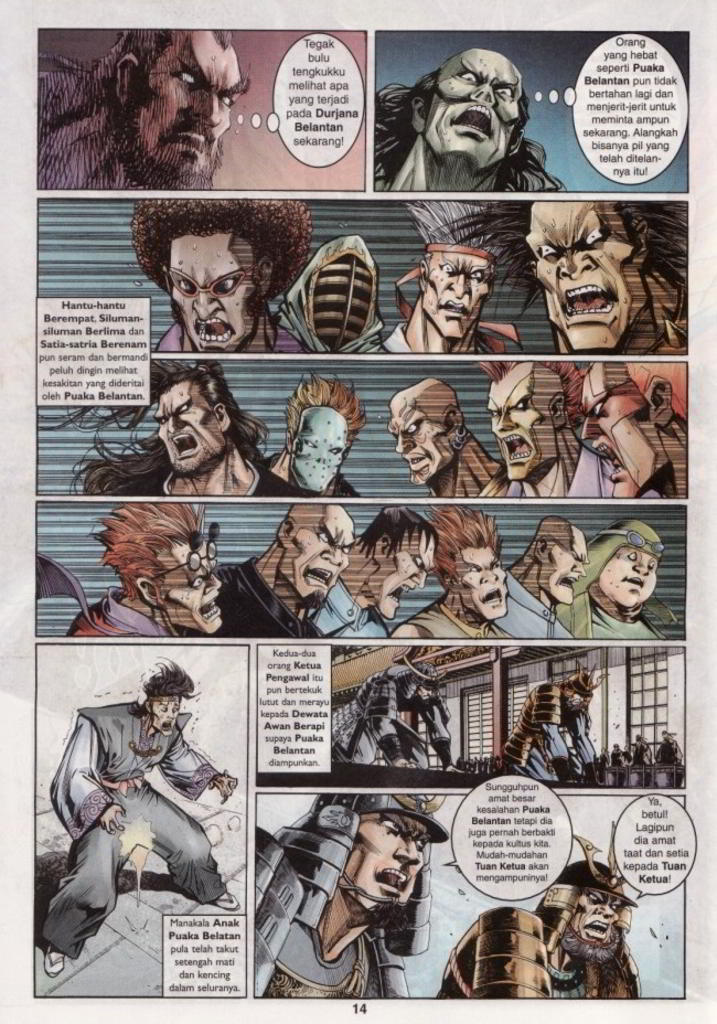 Tegak
bulu
tengkukku
melihat apa
yang terjadi
pada Durjana
Belantan
sekarang!
Orang
yang hebat
seperti Puaka
Belantan pun tidak
bertahan lagi dan
menjerit-jerit untuk
meminta ampun
sekarang. Alangkah
bisanya pil yang
telah ditelan-
nya itu!
Hantu-hantu
Berempat, Siluman-
siluman Berlima dan
Satia-satria Berenam
pun seram dan bermandi
peluh dingin melihat
kesakitan yang dideritai
oleh Puaka Belantan.
Manakala Anak
Puaka Belatan
pula telah takut
setengah mati
dan kencing
dalam seluranya.
Kedua-dua
orang Ketua
Pengawal itu
pun bertekuk
lutut dan merayu
kepada Dewata
Awan Berapi
supaya Puaka
Belantan
diampunkan.
Sungguhpun
amat besar
kesalahan Puaka
Belantan tetapi dia
juga pernah berbakti
kepada kultus kita.
Mudah-mudahan
Tuan Ketua akan
mengampuninya!
Ya,
betul!
Lagipun
dia amat
taat dan setia
kepada Tuan
Ketua!
14